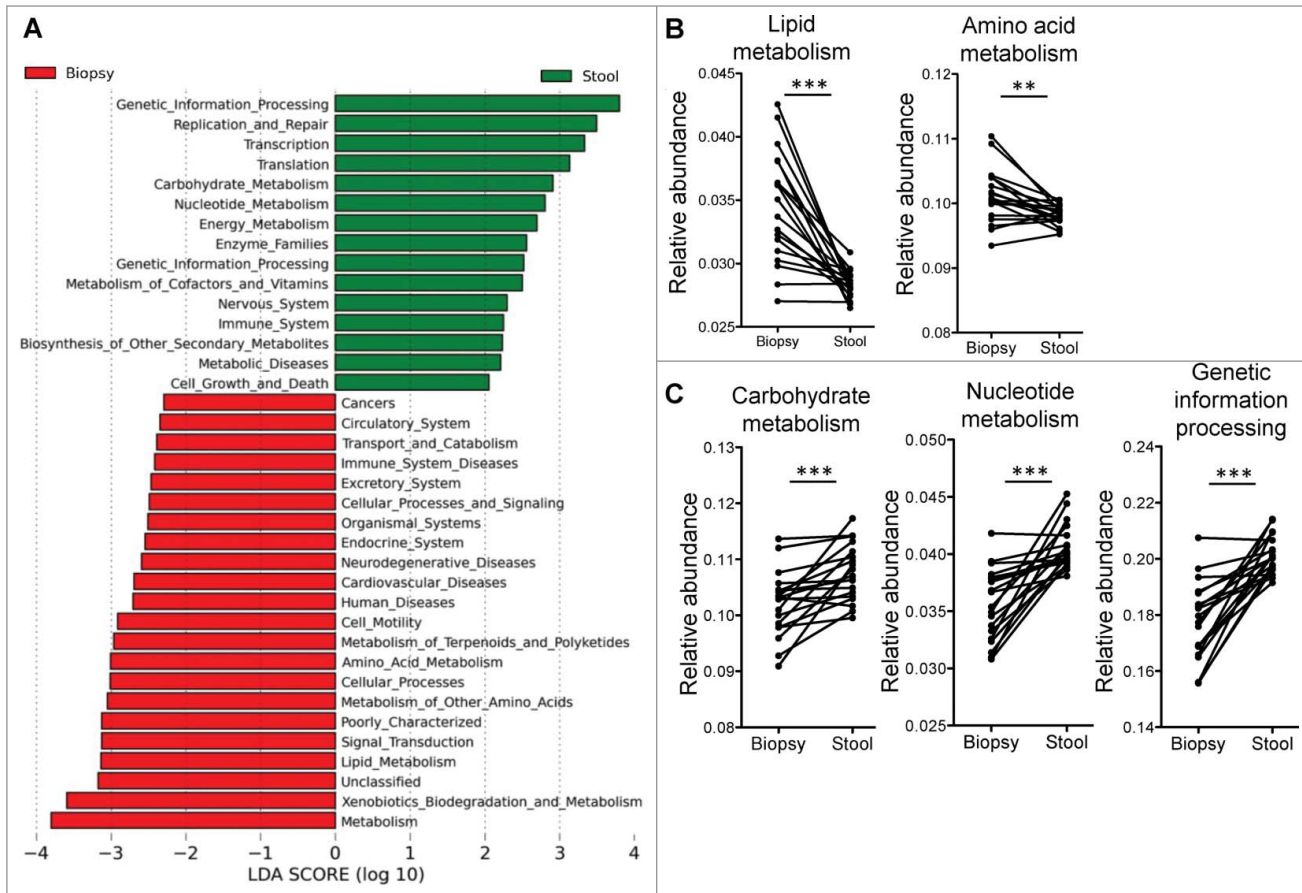 A
Biopsy
Stool
Genetic_Information_Processing
Replication_and_Repair
Transcription
Translation
Carbohydrate_Metabolism
Nucleotide_Metabolism
Energy_Metabolism
Enzyme_Families
Genetic_Information_Processing
Metabolism_of_Cofactors_and_Vitamins
Nervous_System
Immune_System
Biosynthesis_of_Other_Secondary_Metabolites
Metabolic_Diseases
Cell_Growth_and_Death
Cancers
Circulatory_System
Transport_and_Catabolism
Immune_System_Diseases
Excretory_System
Cellular_Processes_and_Signaling
Organismal_Systems
Endocrine_System
Neurodegenerative_Diseases
Cardiovascular_Diseases
Human_Diseases
Cell_Motility
Metabolism_of_Terpenoids_and_Polyketides
Amino_Acid_Metabolism
Cellular_Processes
Metabolism_of_Other_Amino_Acids
Poorly_Characterized
Signal_Transduction
Lipid_Metabolism
Unclassified
Xenobiotics_Biodegradation_and_Metabolism
Metabolism
−4 −3 −2 −1 0 1 2 3 4
LDA SCORE (log 10)
B
Lipid
metabolism
Relative abundance
0.045
0.040
0.035
0.030
0.025
***
Biopsy Stool
Amino acid
metabolism
Relative abundance
0.12
0.11
0.10
0.09
0.08
**
Biopsy Stool
C
Carbohydrate
metabolism
Relative abundance
0.13
0.12
0.11
0.10
0.09
0.08
***
Biopsy Stool
Nucleotide
metabolism
Relative abundance
0.050
0.045
0.040
0.035
0.030
0.025
***
Biopsy Stool
Genetic
information
processing
Relative abundance
0.24
0.22
0.20
0.18
0.16
0.14
***
Biopsy Stool